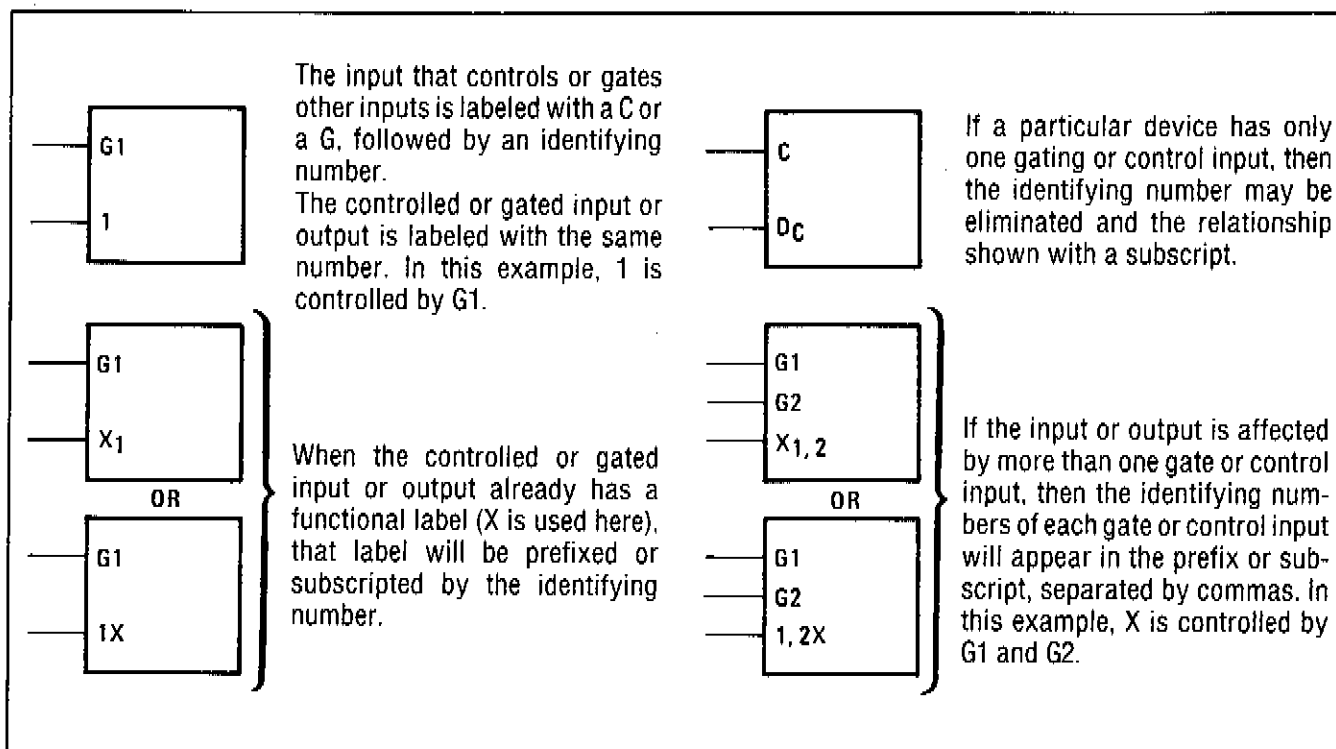 G1
1
The input that controls or gates
other inputs is labeled with a C or
a G, followed by an identifying
number.
The controlled or gated input or
output is labeled with the same
number. In this example, 1 is
controlled by G1.
C
DC
If a particular device has only
one gating or control input, then
the identifying number may be
eliminated and the relationship
shown with a subscript.
G1
X1
OR
G1
1X
When the controlled or gated
input or output already has a
functional label (X is used here),
that label will be prefixed or
subscripted by the identifying
number.
G1
G2
X1, 2
OR
G1
G2
1, 2X
If the input or output is affected
by more than one gate or control
input, then the identifying num-
bers of each gate or control input
will appear in the prefix or sub-
script, separated by commas. In
this example, X is controlled by
G1 and G2.